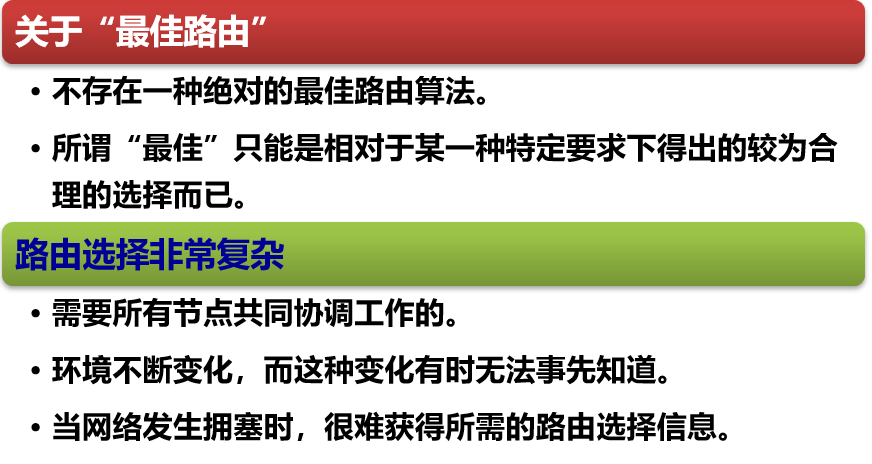 关于“最佳路由”
• 不存在一种绝对的最佳路由算法。
• 所谓“最佳”只能是相对于某一种特定要求下得出的较为合
理的选择而已。
路由选择非常复杂
• 需要所有节点共同协调工作的。
• 环境不断变化，而这种变化有时无法事先知道。
• 当网络发生拥塞时，很难获得所需的路由选择信息。